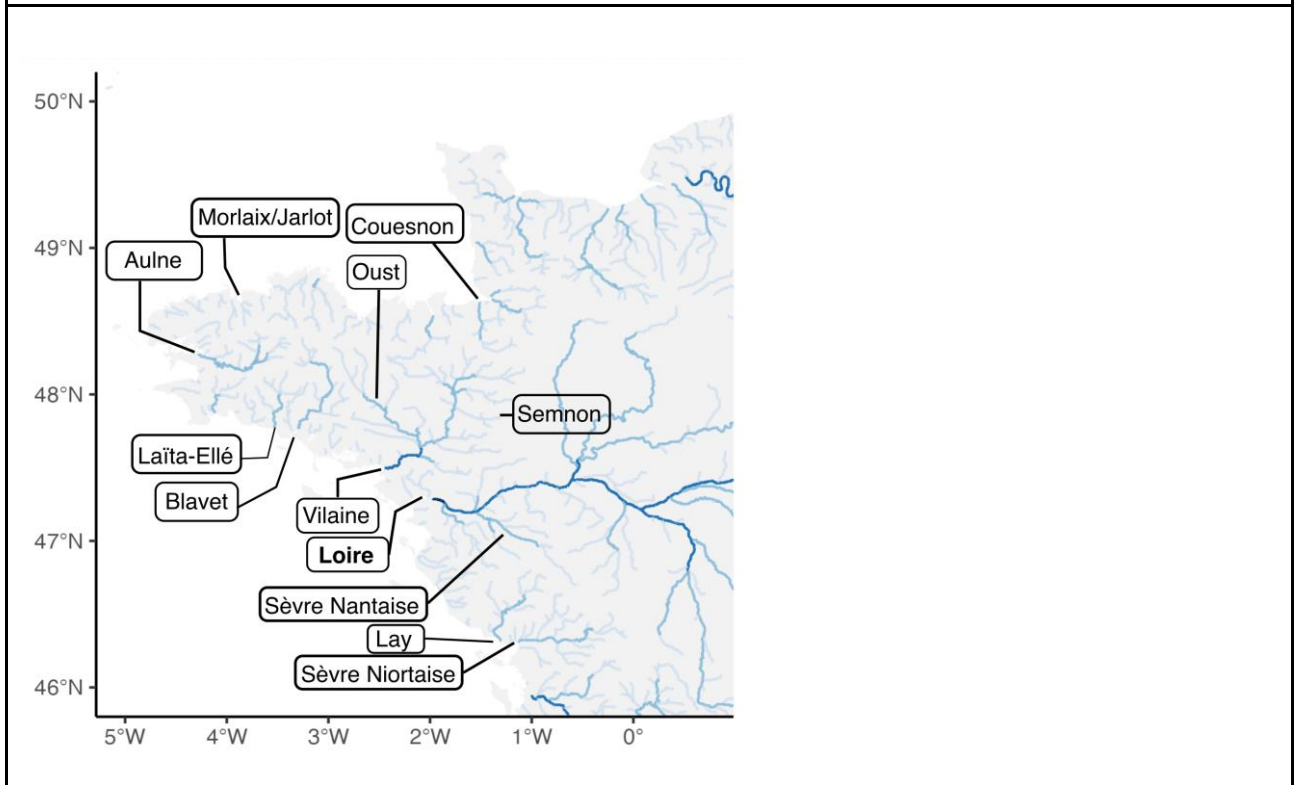 50°N
49°N
48°N
47°N
46°N
Morlaix/Jarlot
Couesnon
Aulne
Oust
Semnon
Laïta-Ellé
Blavet
Vilaine
Loire
Sèvre Nantaise
Lay
Sèvre Niortaise
5°W 4°W 3°W 2°W 1°W 0°